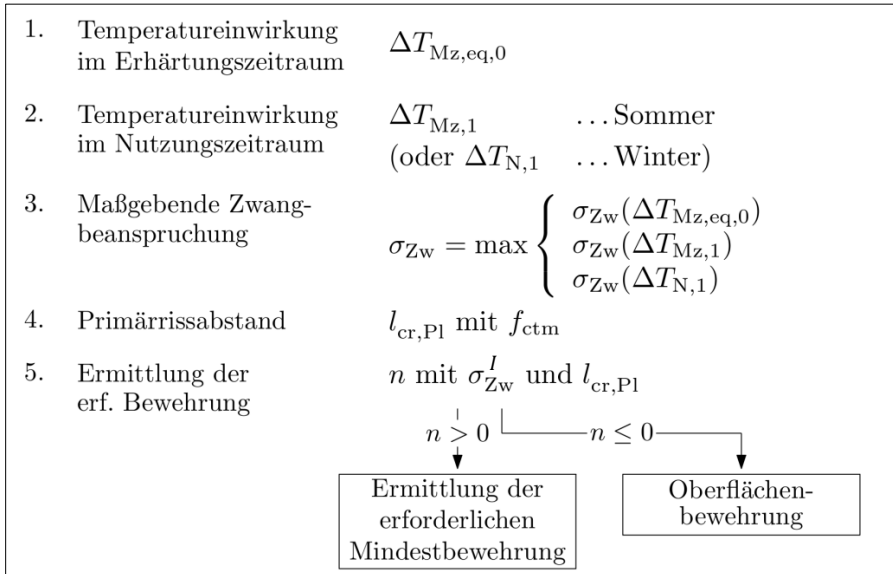 1. Temperatureinwirkung
im Erhärtungszeitraum
ΔT_Mz,eq,0
2. Temperatureinwirkung
im Nutzungszeitraum
ΔT_Mz,1 ...Sommer
(oder ΔT_N,1 ...Winter)
3. Maßgebende Zwang-
beanspruchung
σ_Zw = max {
σ_Zw(ΔT_Mz,eq,0)
σ_Zw(ΔT_Mz,1)
σ_Zw(ΔT_N,1)
4. Primärrissabstand l_cr,Pl mit f_ctm
5. Ermittlung der
erf. Bewehrung
n mit σ^I_Zw und l_cr,Pl
n > 0 n ≤ 0
Ermittlung der
erforderlichen
Mindestbewehrung
Oberflächen-
bewehrung